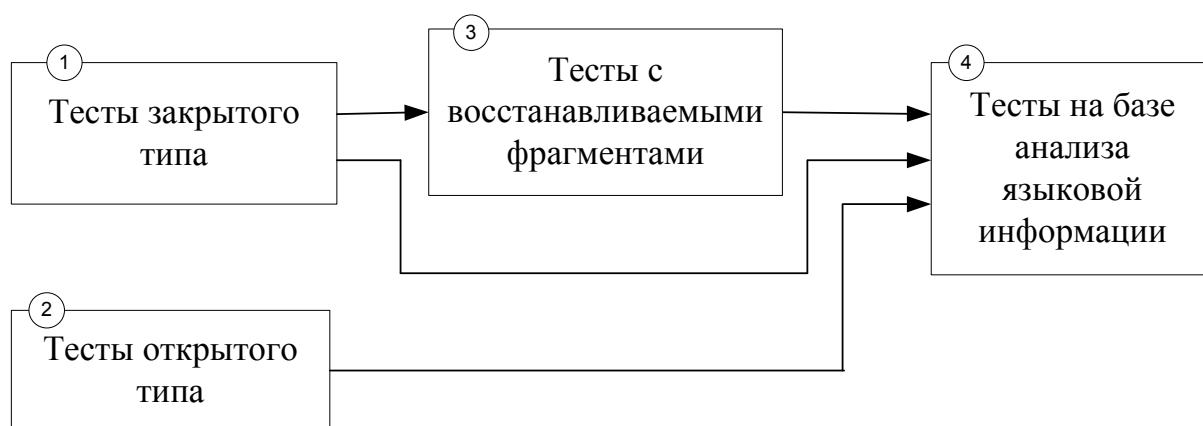 1
Тесты закрытого
типа
3
Тесты с
восстанавливаемыми
фрагментами
4
Тесты на базе
анализа
языковой
информации
2
Тесты открытого
типа